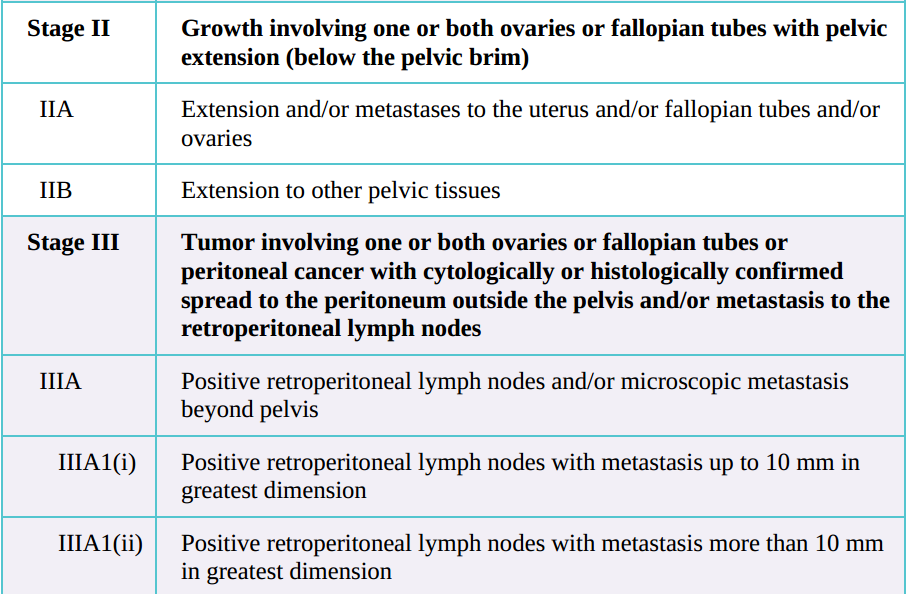 Stage II
Growth involving one or both ovaries or fallopian tubes with pelvic
extension (below the pelvic brim)
IIA
Extension and/or metastases to the uterus and/or fallopian tubes and/or
ovaries
IIB
Extension to other pelvic tissues
Stage III
Tumor involving one or both ovaries or fallopian tubes or
peritoneal cancer with cytologically or histologically confirmed
spread to the peritoneum outside the pelvis and/or metastasis to the
retroperitoneal lymph nodes
IIIA
Positive retroperitoneal lymph nodes and/or microscopic metastasis
beyond pelvis
IIIA1(i)
Positive retroperitoneal lymph nodes with metastasis up to 10 mm in
greatest dimension
IIIA1(ii)
Positive retroperitoneal lymph nodes with metastasis more than 10 mm
in greatest dimension